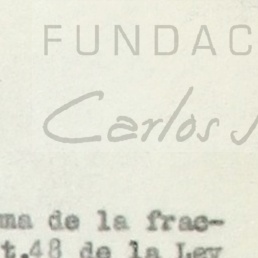 FUNDAC
Carlos
ma de la frac-
t.48 de la Ley